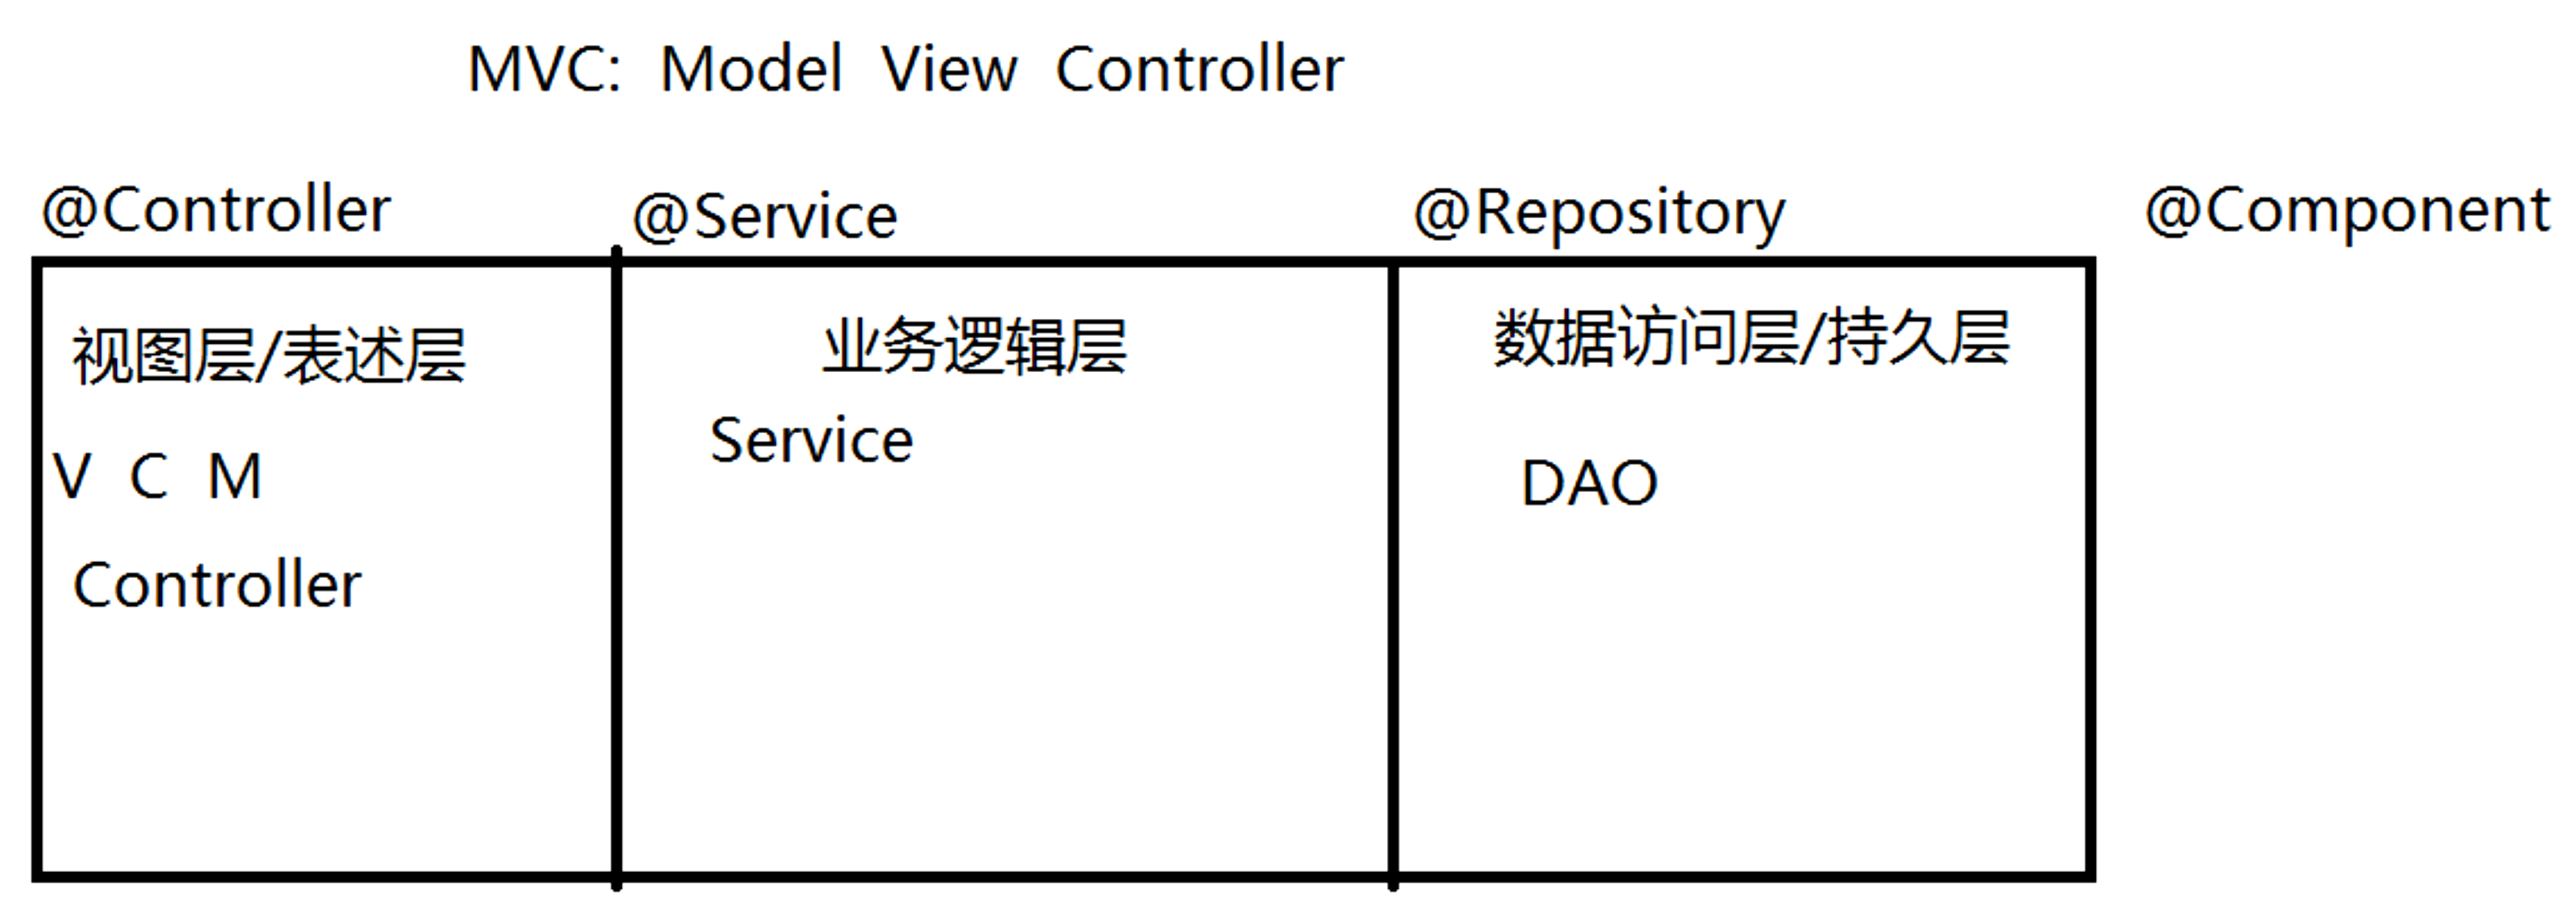 MVC: Model View Controller
@Controller
@Service
@Repository
@Component
视图层/表述层
V C M
Controller
业务逻辑层
Service
数据访问层/持久层
DAO